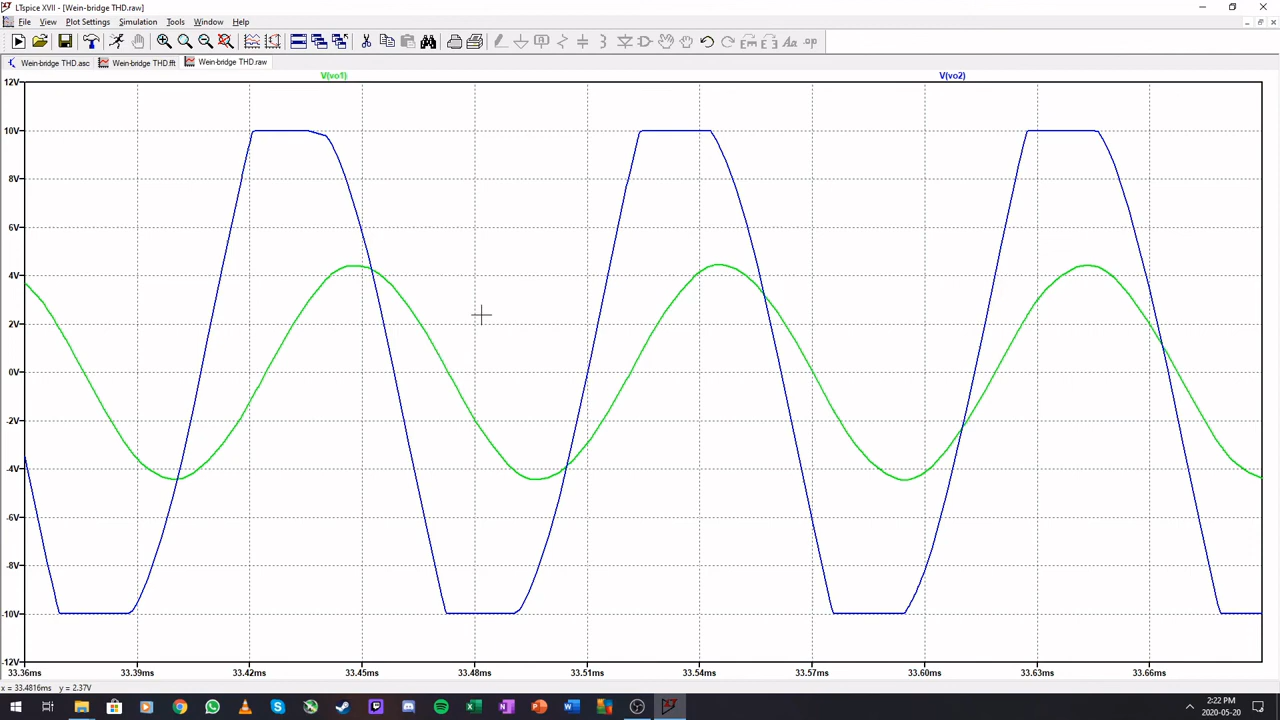 LTspice XVII - [Wein-bridge THD.raw]
File View Plot Settings Simulation Tools Window Help
Wein-bridge THD.asc Wein-bridge THD.fft Wein-bridge THD.raw
V(vo1) V(vo2)
12V
10V
8V
6V
4V
2V
0V
-2V
-4V
-6V
-8V
-10V
-12V
33.36ms 33.39ms 33.42ms 33.45ms 33.48ms 33.51ms 33.54ms 33.57ms 33.60ms 33.63ms 33.66ms
x = 33.4816ms y = 2.37V
2:22 PM
2020-05-20